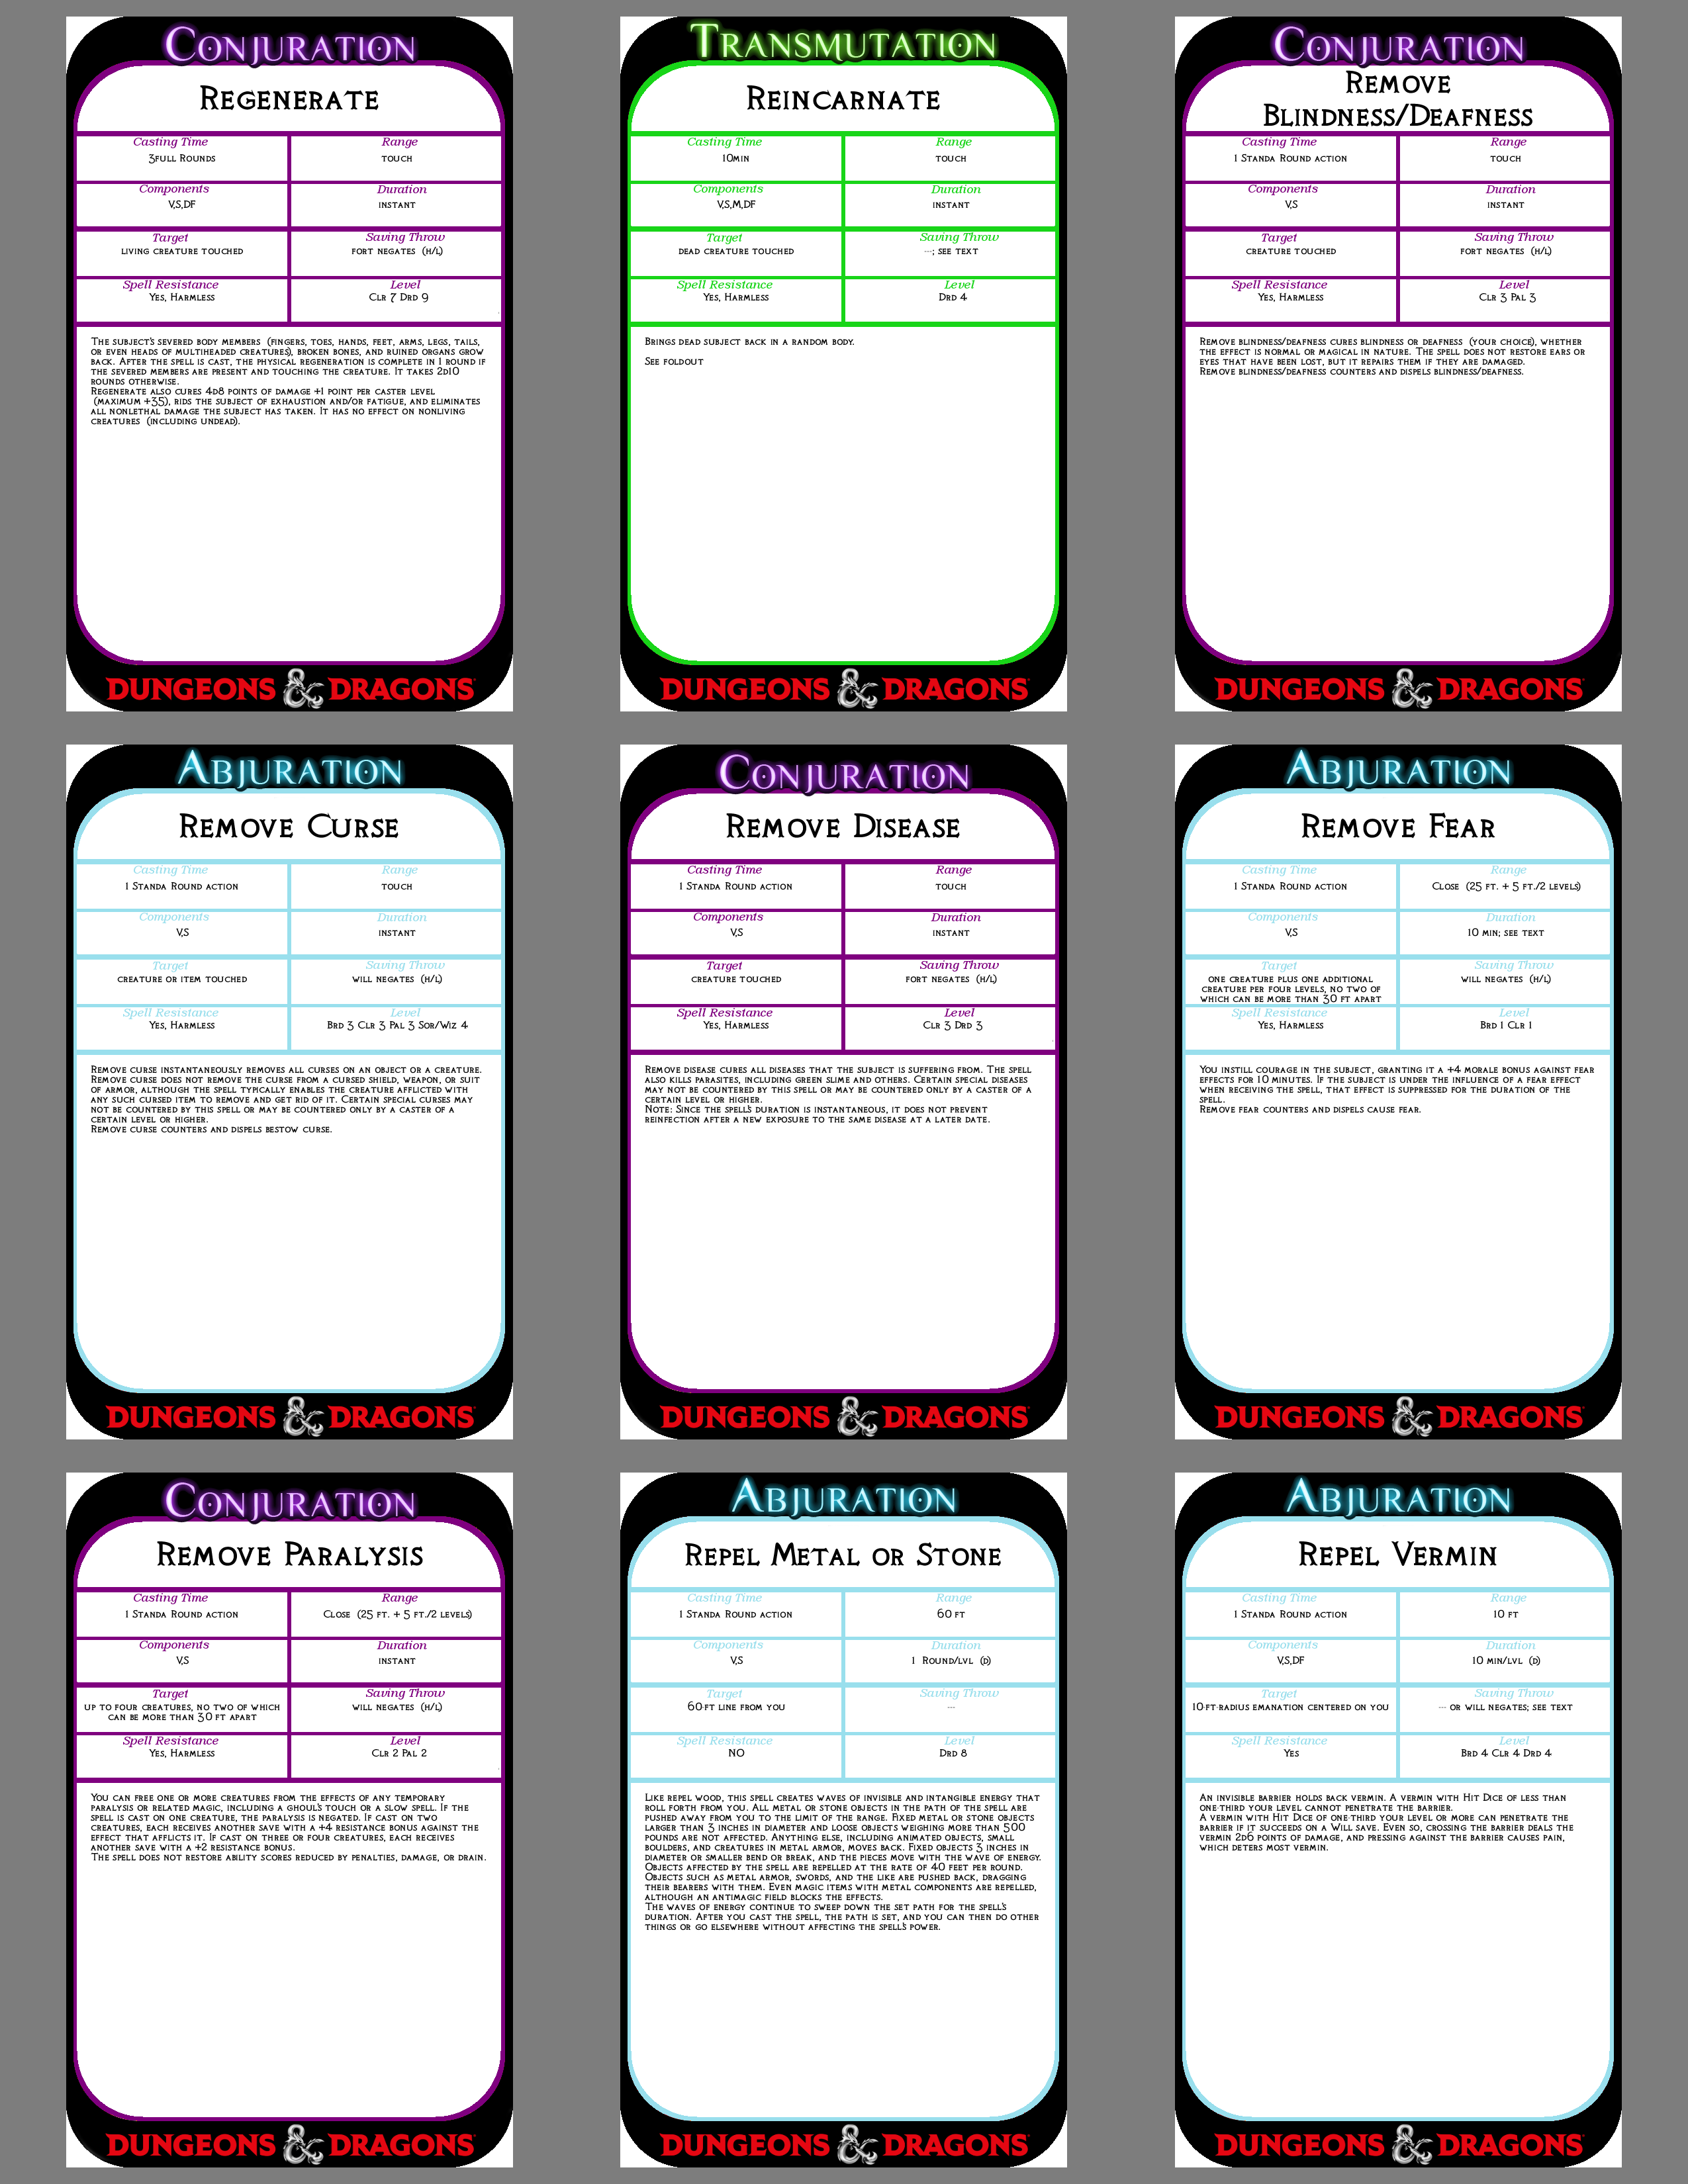 Conjuration
Regenerate
Casting Time
Range
3full Rounds
touch
Components
Duration
V,S,DF
instant
Target
Saving Throw
living creature touched
fort negates (h/l)
Spell Resistance
Level
Yes, Harmless
Clr 7 Drd 9
The subject's severed body members (fingers, toes, hands, feet, arms, legs, tails,
or even heads of multiheaded creatures), broken bones, and ruined organs grow
back. After the spell is cast, the physical regeneration is complete in 1 round if
the severed members are present and touching the creature. It takes 2d10
rounds otherwise.
Regenerate also cures 4d8 points of damage +1 point per caster level
(maximum +35), rids the subject of exhaustion and/or fatigue, and eliminates
all nonlethal damage the subject has taken. It has no effect on nonliving
creatures (including undead).
DUNGEONS & DRAGONS
Transmutation
Reincarnate
Casting Time
Range
10min
touch
Components
Duration
V,S,M,DF
instant
Target
Saving Throw
dead creature touched
---; see text
Spell Resistance
Level
Yes, Harmless
Drd 4
Brings dead subject back in a random body.
See foldout
DUNGEONS & DRAGONS
Conjuration
Remove
Blindness/Deafness
Casting Time
Range
1 Standa Round action
touch
Components
Duration
V,S
instant
Target
Saving Throw
creature touched
fort negates (h/l)
Spell Resistance
Level
Yes, Harmless
Clr 3 Pal 3
Remove blindness/deafness cures blindness or deafness (your choice), whether
the effect is normal or magical in nature. The spell does not restore ears or
eyes that have been lost, but it repairs them if they are damaged.
Remove blindness/deafness counters and dispels blindness/deafness.
DUNGEONS & DRAGONS
Abjuration
Remove Curse
Casting Time
Range
1 Standa Round action
touch
Components
Duration
V,S
instant
Target
Saving Throw
creature or item touched
will negates (h/l)
Spell Resistance
Level
Yes, Harmless
Brd 3 Clr 3 Pal 3 Sor/Wiz 4
Remove curse instantaneously removes all curses on an object or a creature.
Remove curse does not remove the curse from a cursed shield, weapon, or suit
of armor, although the spell typically enables the creature afflicted with
any such cursed item to remove and get rid of it. Certain special curses may
not be countered by this spell or may be countered only by a caster of a
certain level or higher.
Remove curse counters and dispels bestow curse.
DUNGEONS & DRAGONS
Conjuration
Remove Disease
Casting Time
Range
1 Standa Round action
touch
Components
Duration
V,S
instant
Target
Saving Throw
creature touched
fort negates (h/l)
Spell Resistance
Level
Yes, Harmless
Clr 3 Drd 3
Remove disease cures all diseases that the subject is suffering from. The spell
also kills parasites, including green slime and others. Certain special diseases
may not be countered by this spell or may be countered only by a caster of a
certain level or higher.
Note: Since the spell's duration is instantaneous, it does not prevent
reinfection after a new exposure to the same disease at a later date.
DUNGEONS & DRAGONS
Abjuration
Remove Fear
Casting Time
Range
1 Standa Round action
Close (25 ft. + 5 ft./2 levels)
Components
Duration
V,S
10 min; see text
Target
Saving Throw
one creature plus one additional
creature per four levels, no two of
which can be more than 30 ft apart
will negates (h/l)
Spell Resistance
Level
Yes, Harmless
Brd 1 Clr 1
You instill courage in the subject, granting it a +4 morale bonus against fear
effects for 10 minutes. If the subject is under the influence of a fear effect
when receiving the spell, that effect is suppressed for the duration of the
spell.
Remove fear counters and dispels cause fear.
DUNGEONS & DRAGONS
Conjuration
Remove Paralysis
Casting Time
Range
1 Standa Round action
Close (25 ft. + 5 ft./2 levels)
Components
Duration
V,S
instant
Target
Saving Throw
up to four creatures, no two of which
can be more than 30 ft apart
will negates (h/l)
Spell Resistance
Level
Yes, Harmless
Clr 2 Pal 2
You can free one or more creatures from the effects of any temporary
paralysis or related magic, including a ghoul's touch or a slow spell. If the
spell is cast on one creature, the paralysis is negated. If cast on two
creatures, each receives another save with a +4 resistance bonus against the
effect that afflicts it. If cast on three or four creatures, each receives
another save with a +2 resistance bonus.
The spell does not restore ability scores reduced by penalties, damage, or drain.
DUNGEONS & DRAGONS
Abjuration
Repel Metal or Stone
Casting Time
Range
1 Standa Round action
60 ft
Components
Duration
V,S
1 Round/lvl (d)
Target
Saving Throw
60-ft line from you
---
Spell Resistance
Level
NO
Drd 8
Like repel wood, this spell creates waves of invisible and intangible energy that
roll forth from you. All metal or stone objects in the path of the spell are
pushed away from you to the limit of the range. Fixed metal or stone objects
larger than 3 inches in diameter and loose objects weighing more than 500
pounds are not affected. Anything else, including animated objects, small
boulders, and creatures in metal armor, moves back. Fixed objects 3 inches in
diameter or smaller bend or break, and the pieces move with the wave of energy.
Objects affected by the spell are repelled at the rate of 40 feet per round.
Objects such as metal armor, swords, and the like are pushed back, dragging
their bearers with them. Even magic items with metal components are repelled,
although an antimagic field blocks the effects.
The waves of energy continue to sweep down the set path for the spell's
duration. After you cast the spell, the path is set, and you can then do other
things or go elsewhere without affecting the spell's power.
DUNGEONS & DRAGONS
Abjuration
Repel Vermin
Casting Time
Range
1 Standa Round action
10 ft
Components
Duration
V,S,DF
10 min/lvl (d)
Target
Saving Throw
10-ft-radius emanation centered on you
--- or will negates; see text
Spell Resistance
Level
Yes
Brd 4 Clr 4 Drd 4
An invisible barrier holds back vermin. A vermin with Hit Dice of less than
one-third your level cannot penetrate the barrier.
A vermin with Hit Dice of one-third your level or more can penetrate the
barrier if it succeeds on a Will save. Even so, crossing the barrier deals the
vermin 2d6 points of damage, and pressing against the barrier causes pain,
which deters most vermin.
DUNGEONS & DRAGONS